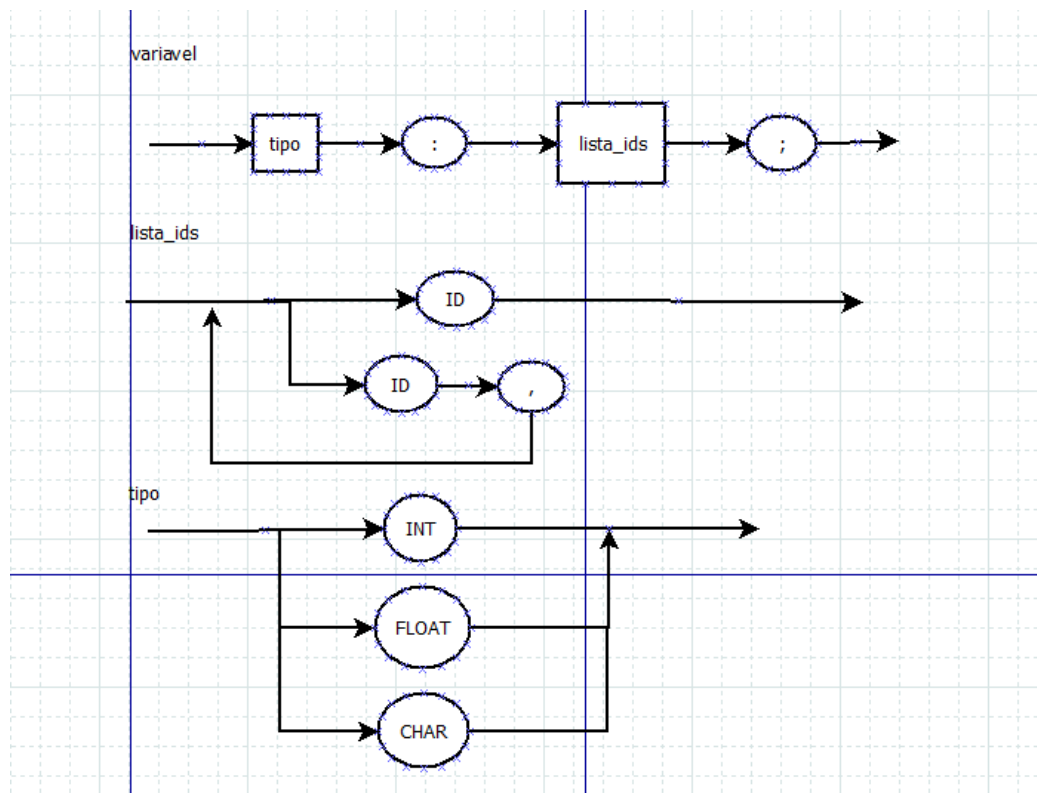 variavel
tipo : lista_ids ;
lista_ids
ID
ID ,
tipo
INT
FLOAT
CHAR